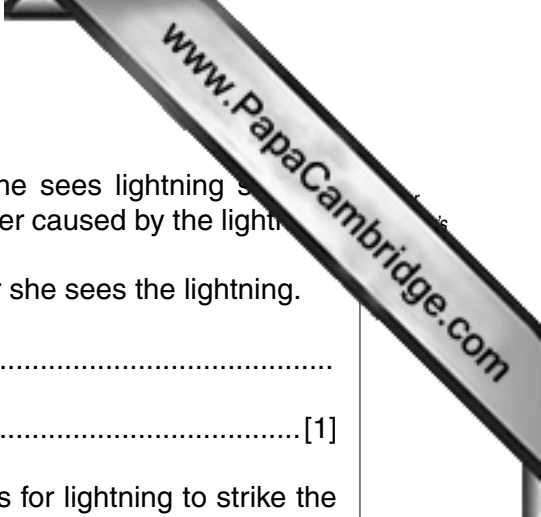 www.PapaCambridge.com
he sees lightning
er caused by the
she sees the lightning.
.......................................
....................................[1]
s for lightning to strike the